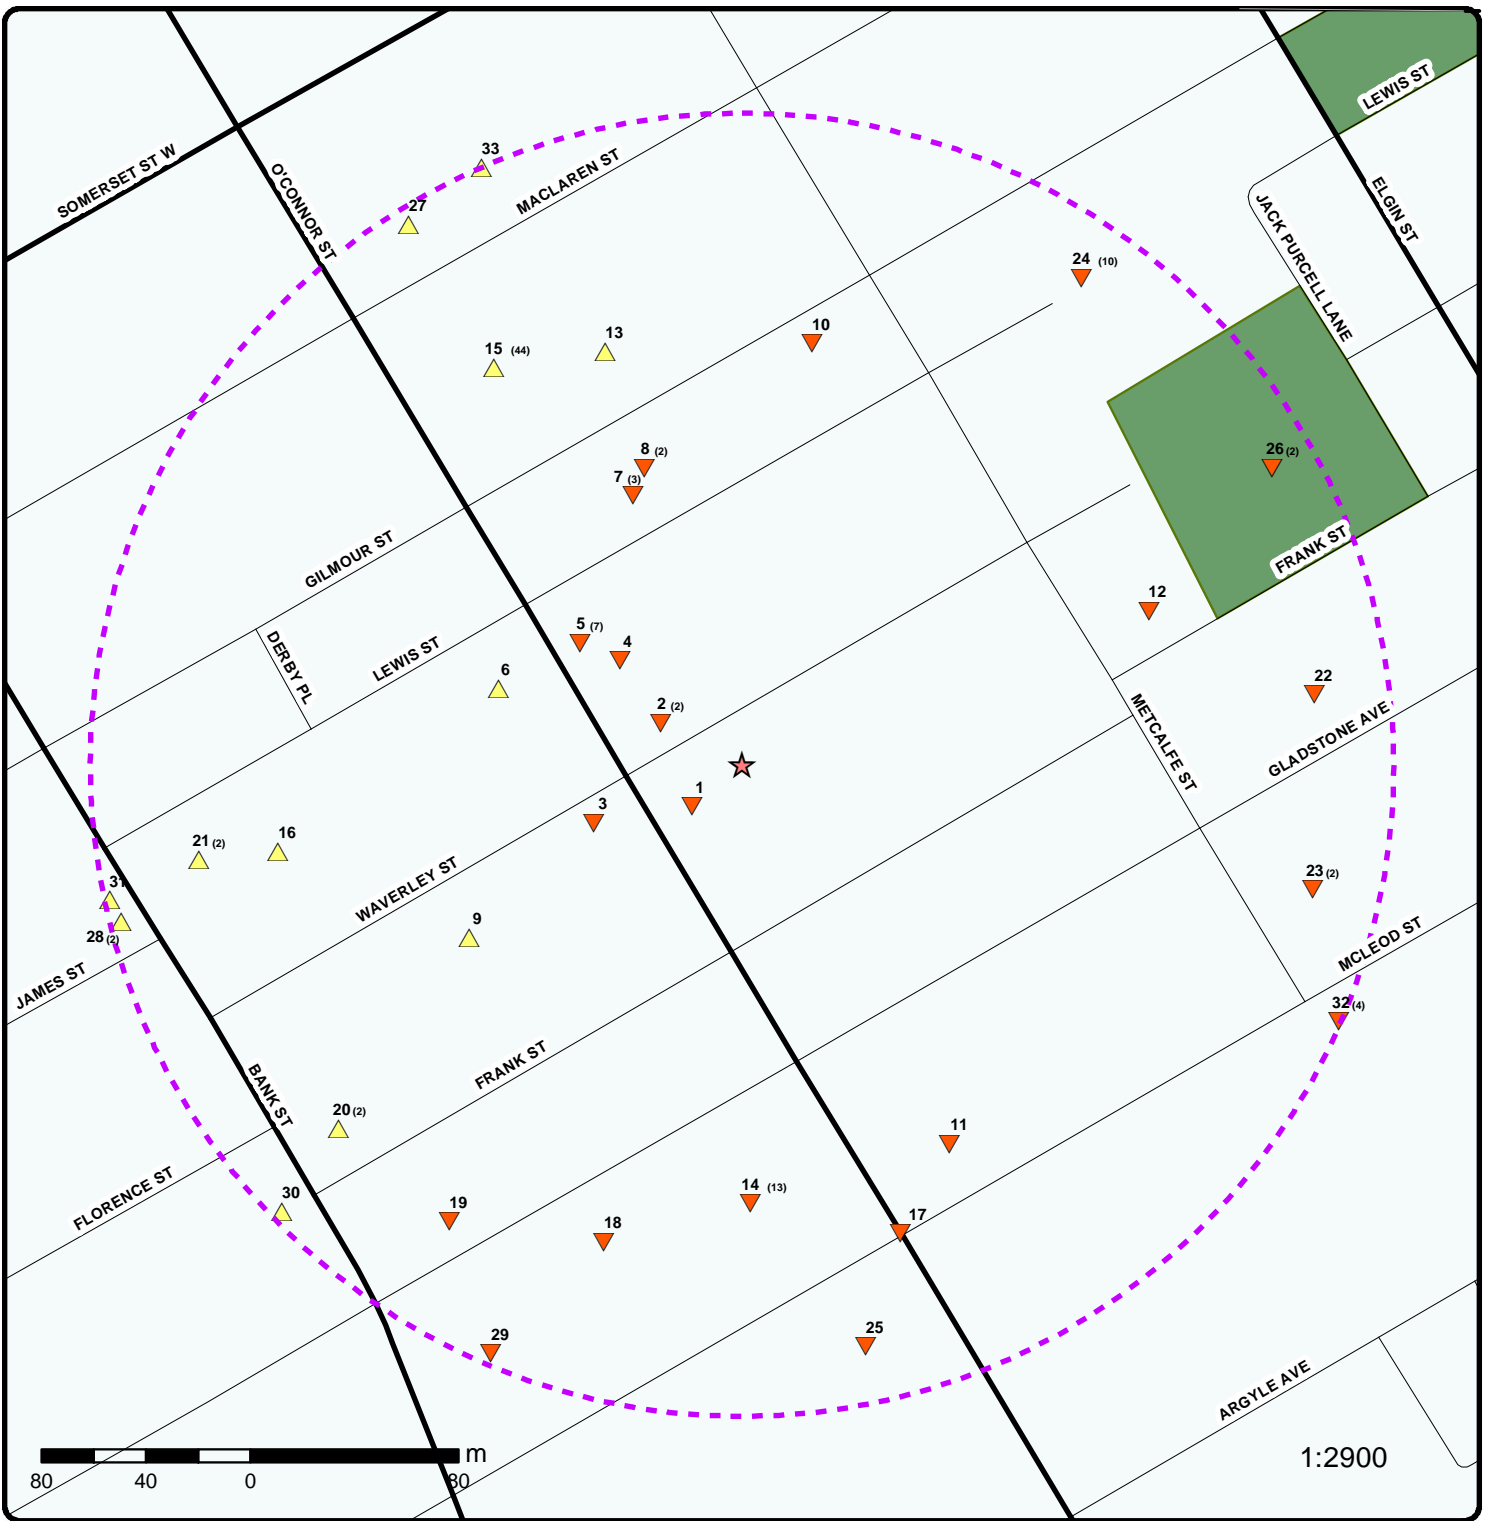 LEWIS ST
33
SOMERSET ST W
MACLAREN ST
O'CONNOR ST
27
ELGIN ST
JACK PURCELL LANE
24 (10)
10
13
15 (44)
8 (2)
7 (3)
26 (2)
FRANK ST
GILMOUR ST
12
5 (7)
4
DERBY PL
LEWIS ST
6
22
2 (2)
METCALFE ST
GLADSTONE AVE
1
3
16
21 (2)
23 (2)
31
WAVERLEY ST
9
28 (2)
MCLEOD ST
JAMES ST
32 (4)
FRANK ST
BANK ST
20 (2)
11
FLORENCE ST
30
14 (13)
19
18
17
25
29
ARGYLE AVE
m
1:2900
80 40 0 80